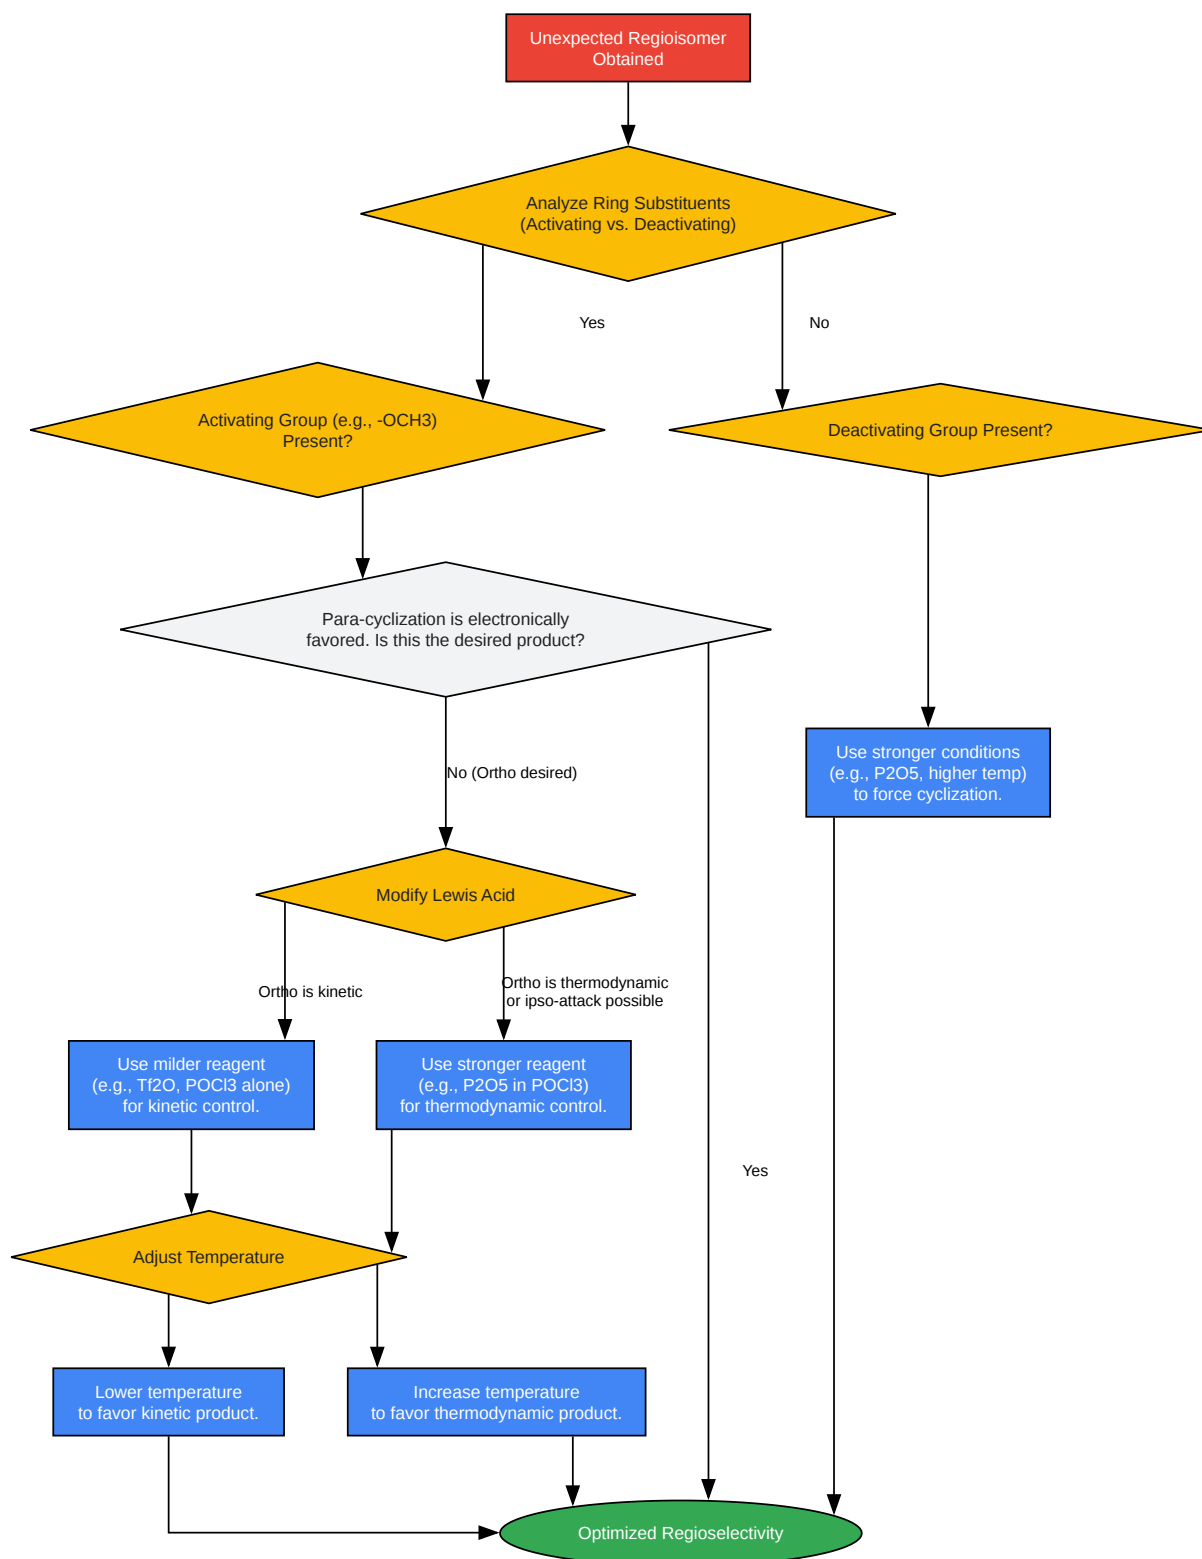 Unexpected Regioisomer
Obtained
Analyze Ring Substituents
(Activating vs. Deactivating)
Yes
No
Activating Group (e.g., -OCH3)
Present?
Deactivating Group Present?
Para-cyclization is electronically
favored. Is this the desired product?
No (Ortho desired)
Use stronger conditions
(e.g., P2O5, higher temp)
to force cyclization.
Modify Lewis Acid
Ortho is kinetic
Ortho is thermodynamic
or ipso-attack possible
Use milder reagent
(e.g., Tf2O, POCl3 alone)
for kinetic control.
Use stronger reagent
(e.g., P2O5 in POCl3)
for thermodynamic control.
Yes
Adjust Temperature
Lower temperature
to favor kinetic product.
Increase temperature
to favor thermodynamic product.
Optimized Regioselectivity